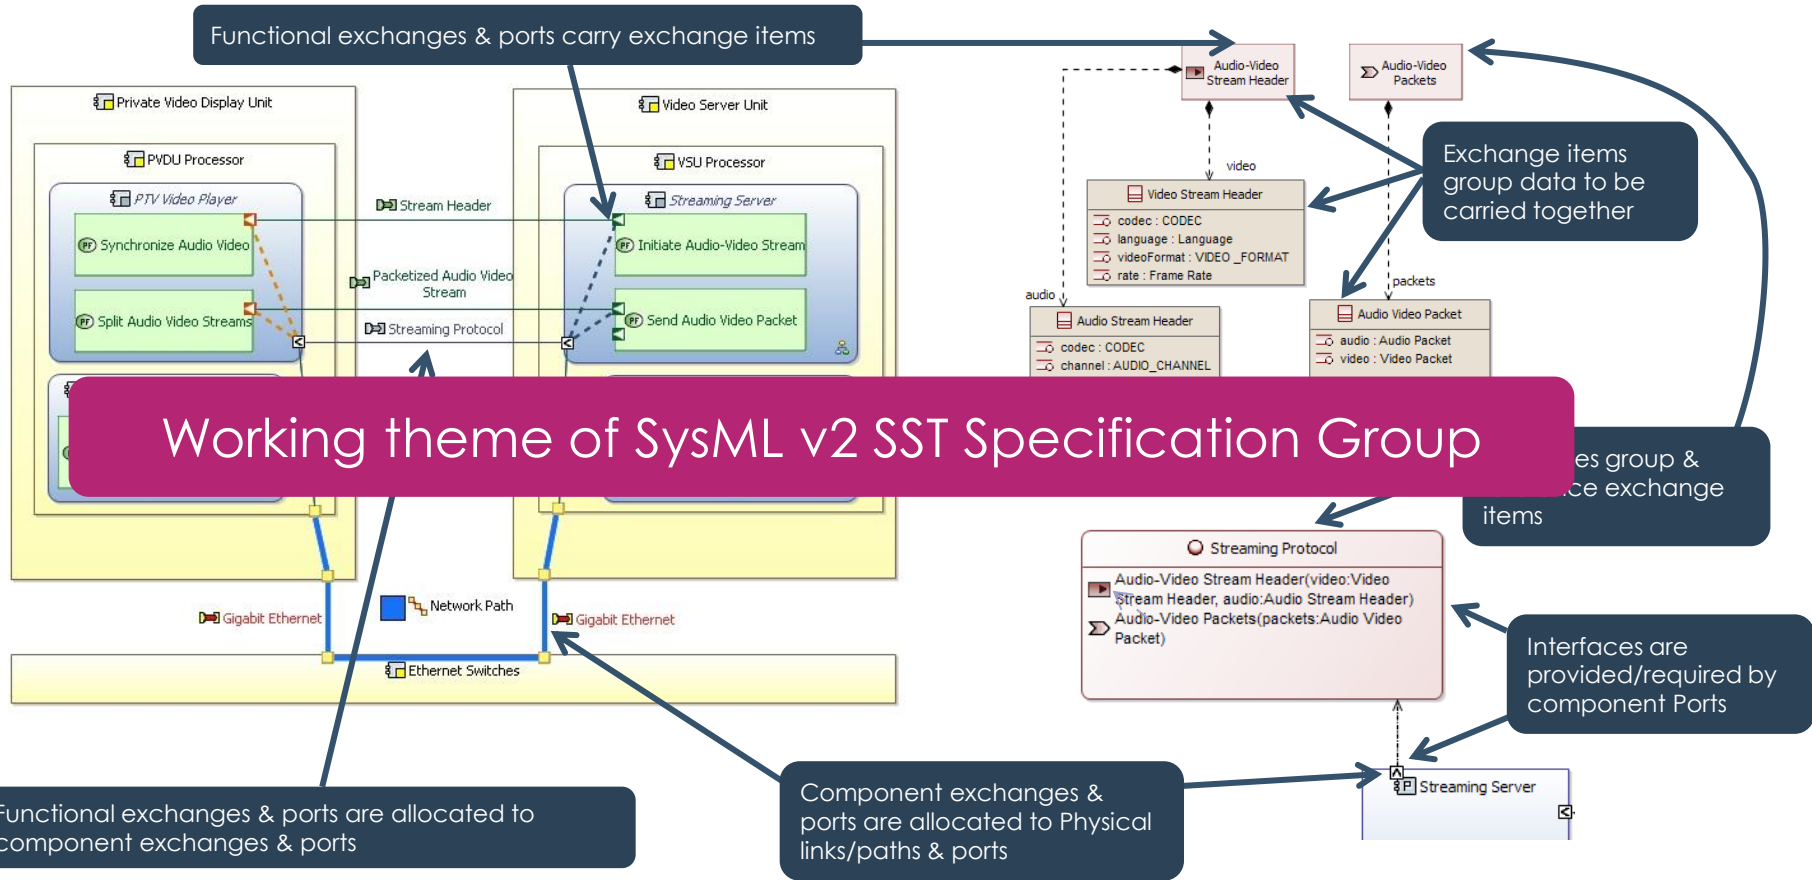 Functional exchanges & ports carry exchange items
Private Video Display Unit
PVDU Processor
PTV Video Player
Synchronize Audio Video
Split Audio Video Streams
Stream Header
Packetized Audio Video
Stream
Streaming Protocol
Video Server Unit
VSU Processor
Streaming Server
Initiate Audio-Video Stream
Send Audio Video Packet
Audio-Video
Stream Header
Audio-Video
Packets
Exchange items
group data to be
carried together
video
Video Stream Header
codec : CODEC
language : Language
videoFormat : VIDEO _FORMAT
rate : Frame Rate
audio
Audio Stream Header
codec : CODEC
channel : AUDIO_CHANNEL
packets
Audio Video Packet
audio : Audio Packet
video : Video Packet
Working theme of SysML v2 SST Specification Group
group &
exchange
items
Gigabit Ethernet
Network Path
Gigabit Ethernet
Ethernet Switches
Streaming Protocol
Audio-Video Stream Header(video:Video
Stream Header, audio:Audio Stream Header)
Audio-Video Packets(packets:Audio Video
Packet)
Interfaces are
provided/required by
component Ports
Streaming Server
Functional exchanges & ports are allocated to
component exchanges & ports
Component exchanges &
ports are allocated to Physical
links/paths & ports